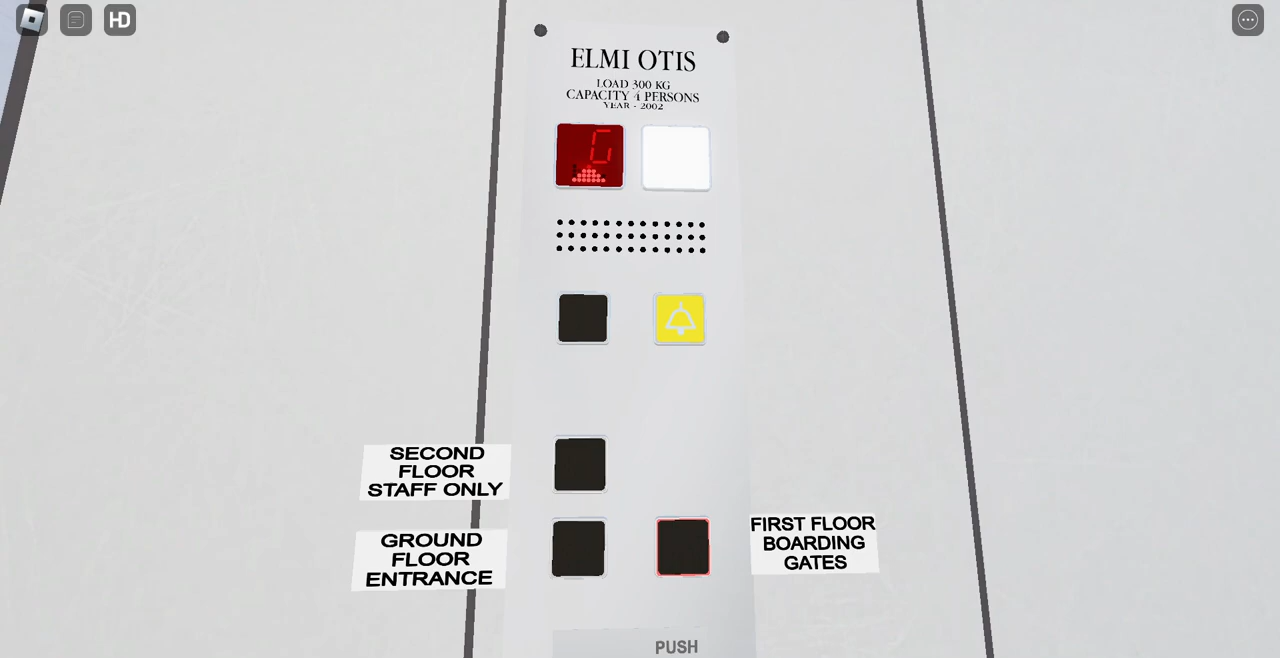 HD
ELMI OTIS
LOAD 300 KG
CAPACITY 4 PERSONS
YEAR - 2002
G
SECOND
FLOOR
STAFF ONLY
GROUND
FLOOR
ENTRANCE
FIRST FLOOR
BOARDING
GATES
PUSH